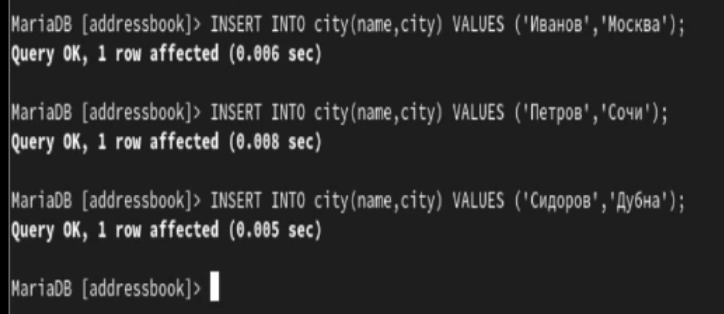 MariaDB [addressbook]> INSERT INTO city(name,city) VALUES ('Иванов','Москва');
Query OK, 1 row affected (0.006 sec)
MariaDB [addressbook]> INSERT INTO city(name,city) VALUES ('Петров','Сочи');
Query OK, 1 row affected (0.008 sec)
MariaDB [addressbook]> INSERT INTO city(name,city) VALUES ('Сидоров','Дубна');
Query OK, 1 row affected (0.005 sec)
MariaDB [addressbook]>